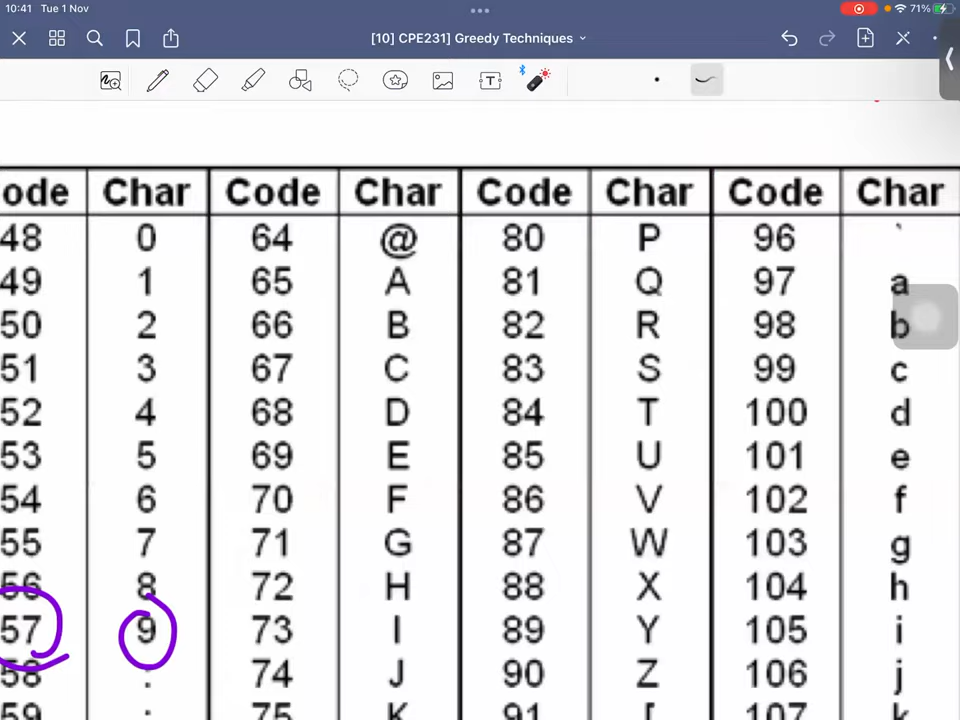 10:41 Tue 1 Nov 71%
[10] CPE231] Greedy Techniques
ode Char Code Char Code Char Code Char
48 0 64 @ 80 P 96 `
49 1 65 A 81 Q 97 a
50 2 66 B 82 R 98 b
51 3 67 C 83 S 99 c
52 4 68 D 84 T 100 d
53 5 69 E 85 U 101 e
54 6 70 F 86 V 102 f
55 7 71 G 87 W 103 g
56 8 72 H 88 X 104 h
57 9 73 I 89 Y 105 i
58 : 74 J 90 Z 106 j
59 ; 75 K 91 [ 107 k